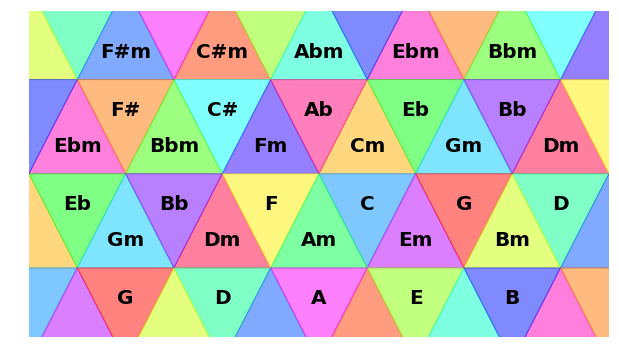 F#m C#m Abm Ebm Bbm
F# C# Ab Eb Bb
Ebm Bbm Fm Cm Gm Dm
Eb Bb F C G D
Gm Dm Am Em Bm
G D A E B